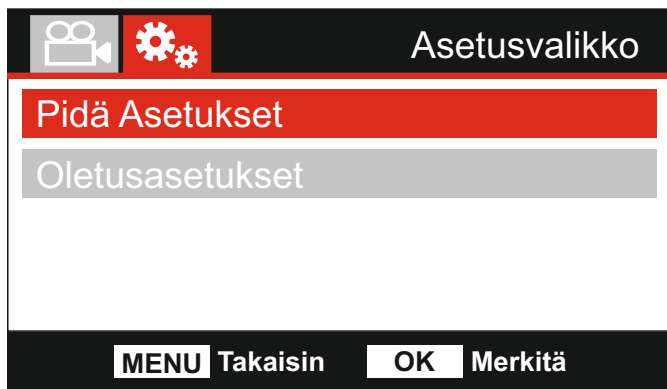 Asetusvalikko
Pidä Asetukset
Oletusasetukset
MENU Takaisin OK Merkitä